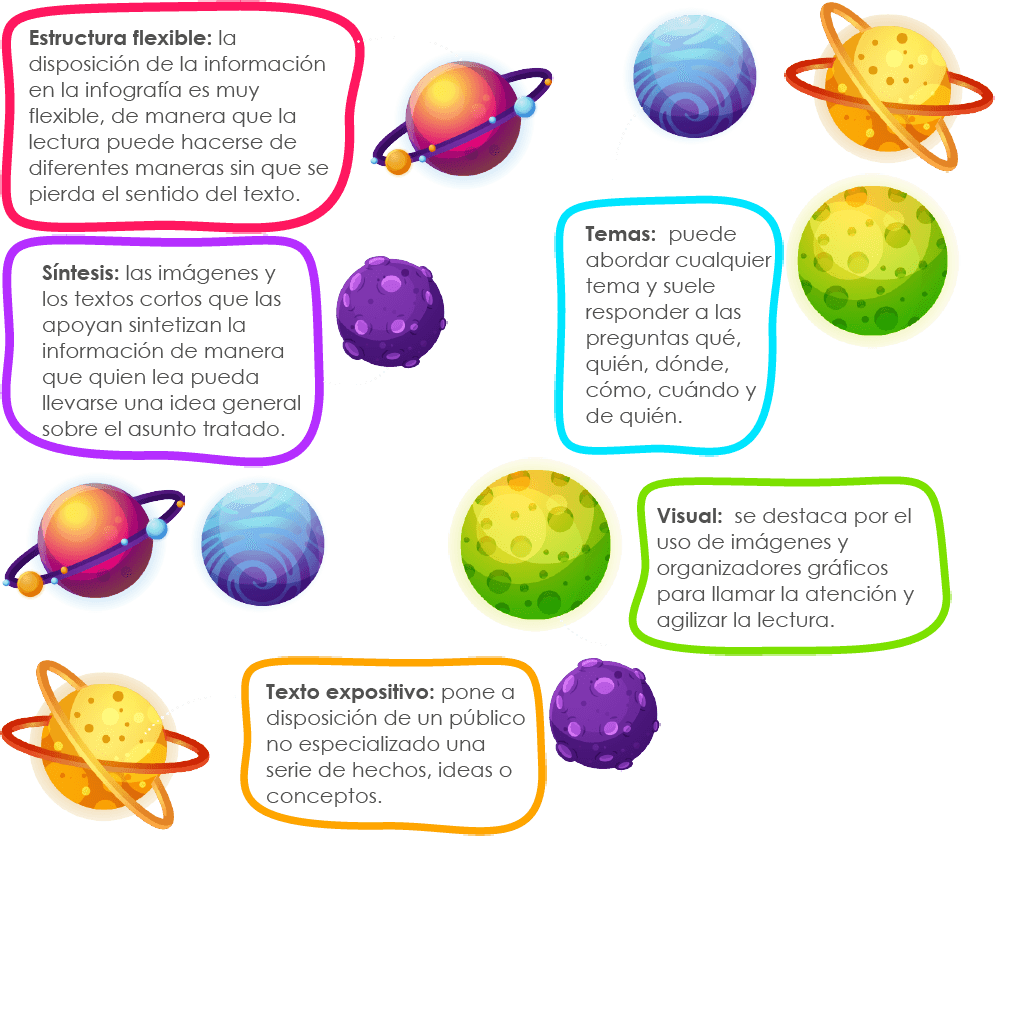 Estructura flexible: la
disposición de la información
en la infografía es muy
flexible, de manera que la
lectura puede hacerse de
diferentes maneras sin que se
pierda el sentido del texto.
Síntesis: las imágenes y
los textos cortos que las
apoyan sintetizan la
información de manera
que quien lea pueda
llevarse una idea general
sobre el asunto tratado.
Temas: puede
abordar cualquier
tema y suele
responder a las
preguntas qué,
quién, dónde,
cómo, cuándo y
de quién.
Visual: se destaca por el
uso de imágenes y
organizadores gráficos
para llamar la atención y
agilizar la lectura.
Texto expositivo: pone a
disposición de un público
no especializado una
serie de hechos, ideas o
conceptos.